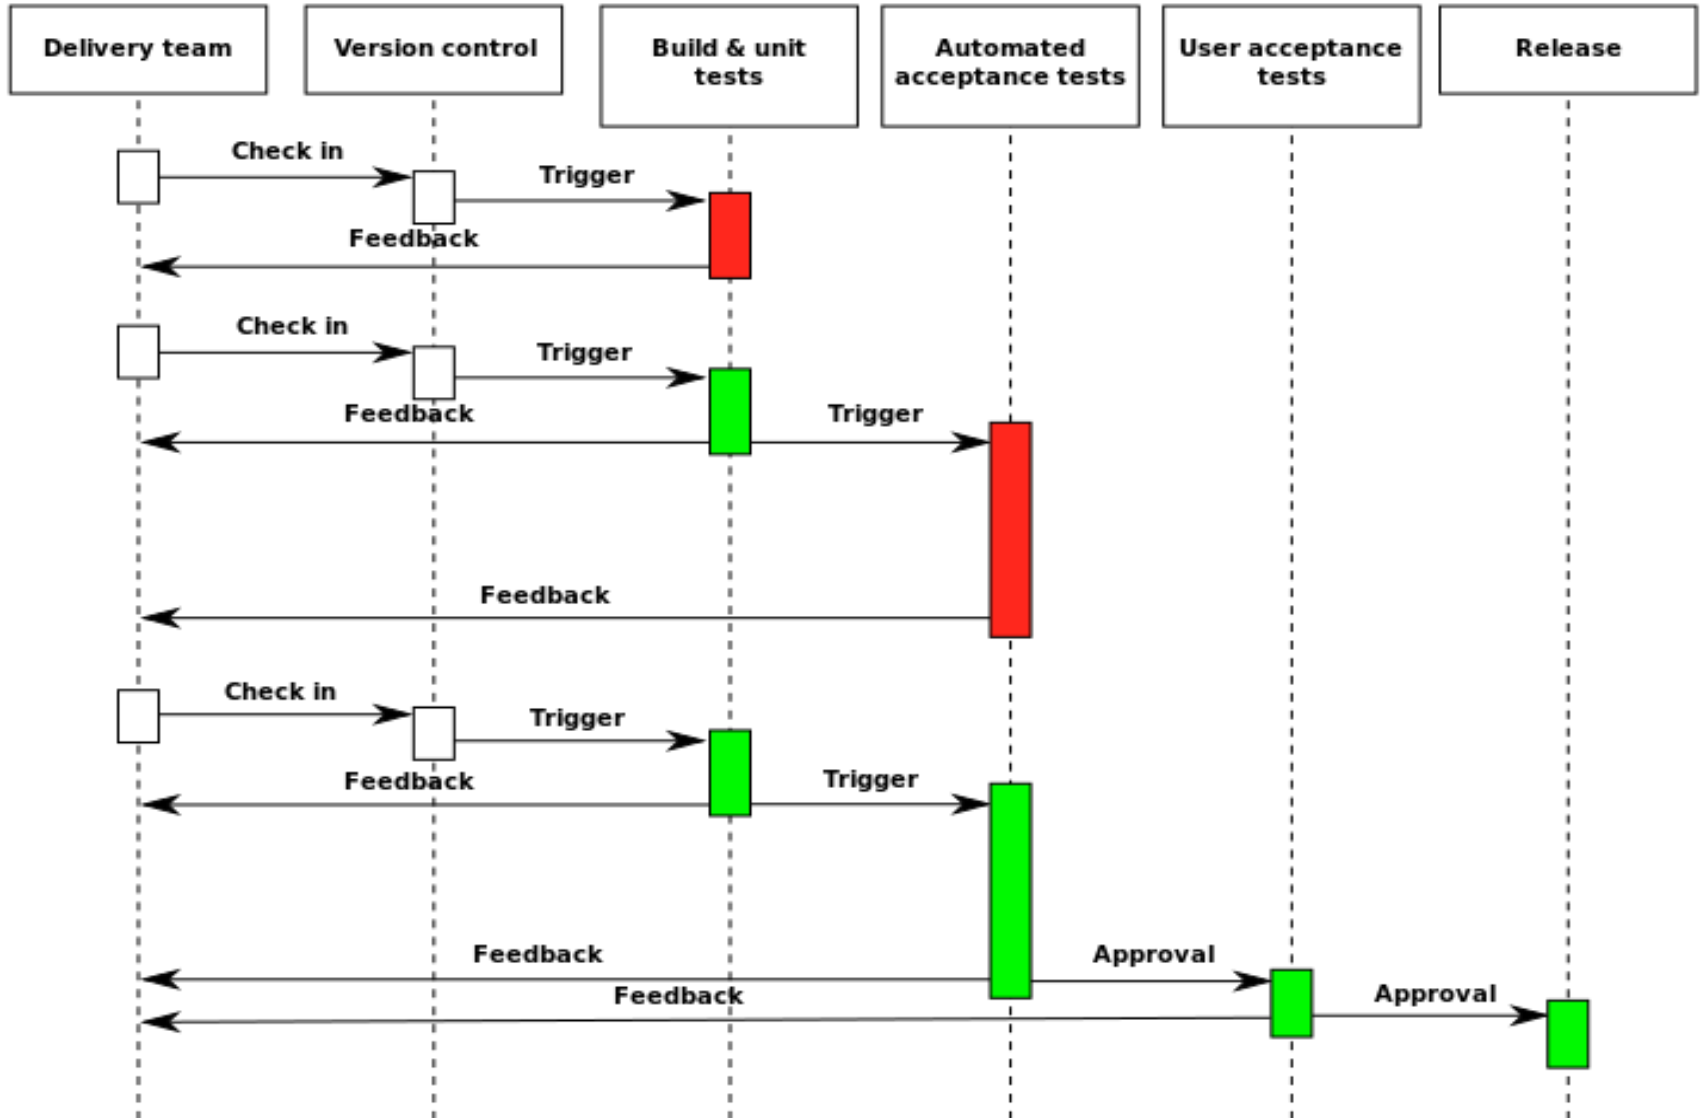 Delivery team
Version control
Build & unit
tests
Automated
acceptance tests
User acceptance
tests
Release
Check in
Trigger
Feedback
Check in
Trigger
Feedback
Trigger
Feedback
Check in
Trigger
Feedback
Trigger
Feedback
Approval
Feedback
Approval